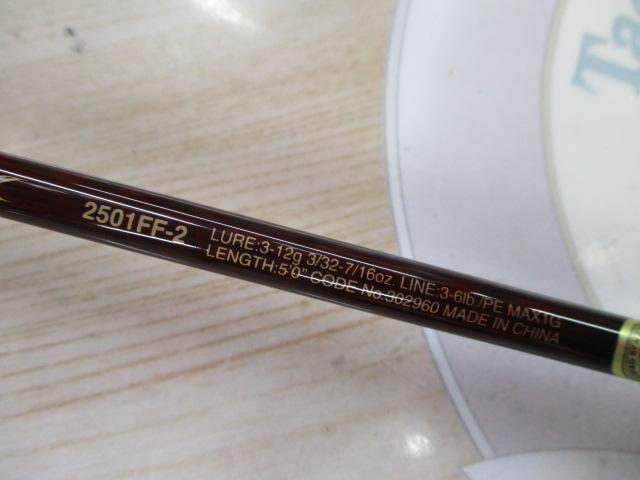 2501FF-2
LURE:3-12g 3/32-7/16oz. LINE:3-6lb./PE MAX1G
LENGTH:5'0" CODE No.302960 MADE IN CHINA
Ta